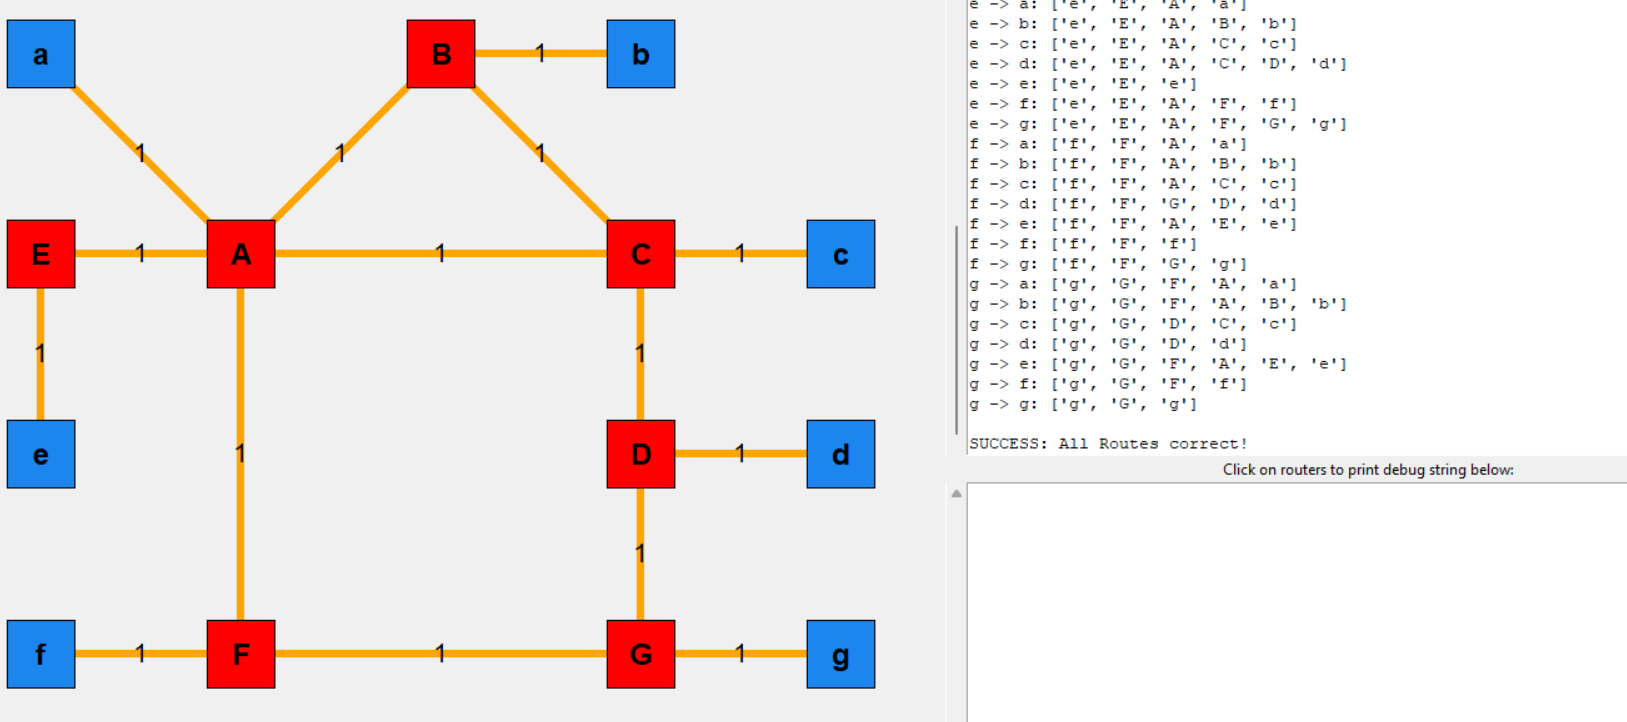 a
B
1
b
1
1
1
E
1
A
1
C
1
c
1
1
e
1
D
1
d
1
f
1
F
1
G
1
g
e -> a: ['e', 'E', 'A', 'a']
e -> b: ['e', 'E', 'A', 'B', 'b']
e -> c: ['e', 'E', 'A', 'C', 'c']
e -> d: ['e', 'E', 'A', 'C', 'D', 'd']
e -> e: ['e', 'E', 'e']
e -> f: ['e', 'E', 'A', 'F', 'f']
e -> g: ['e', 'E', 'A', 'F', 'G', 'g']
f -> a: ['f', 'F', 'A', 'a']
f -> b: ['f', 'F', 'A', 'B', 'b']
f -> c: ['f', 'F', 'A', 'C', 'c']
f -> d: ['f', 'F', 'G', 'D', 'd']
f -> e: ['f', 'F', 'A', 'E', 'e']
f -> f: ['f', 'F', 'f']
f -> g: ['f', 'F', 'G', 'g']
g -> a: ['g', 'G', 'F', 'A', 'a']
g -> b: ['g', 'G', 'F', 'A', 'B', 'b']
g -> c: ['g', 'G', 'D', 'C', 'c']
g -> d: ['g', 'G', 'D', 'd']
g -> e: ['g', 'G', 'F', 'A', 'E', 'e']
g -> f: ['g', 'G', 'F', 'f']
g -> g: ['g', 'G', 'g']
SUCCESS: All Routes correct!
Click on routers to print debug string below: